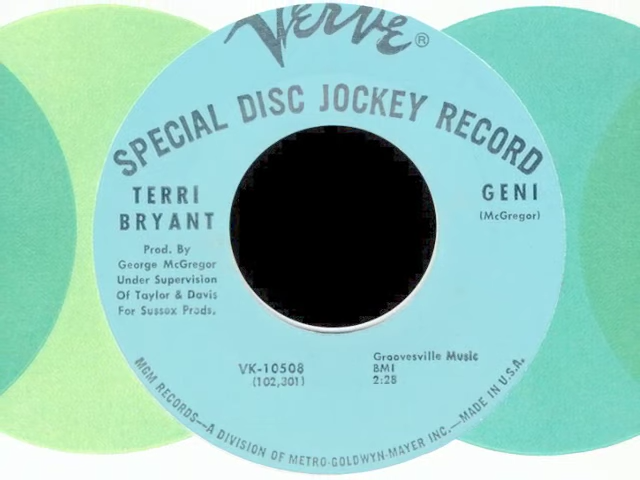 Verve®
SPECIAL DISC JOCKEY RECORD
TERRI
BRYANT
GENI
(McGregor)
Prod. By
George McGregor
Under Supervision
Of Taylor & Davis
For Sussex Prods.
VK-10508
(102,301)
Groovesville Music
BMI
2:28
MGM RECORDS—A DIVISION OF METRO-GOLDWYN-MAYER INC.—MADE IN U.S.A.